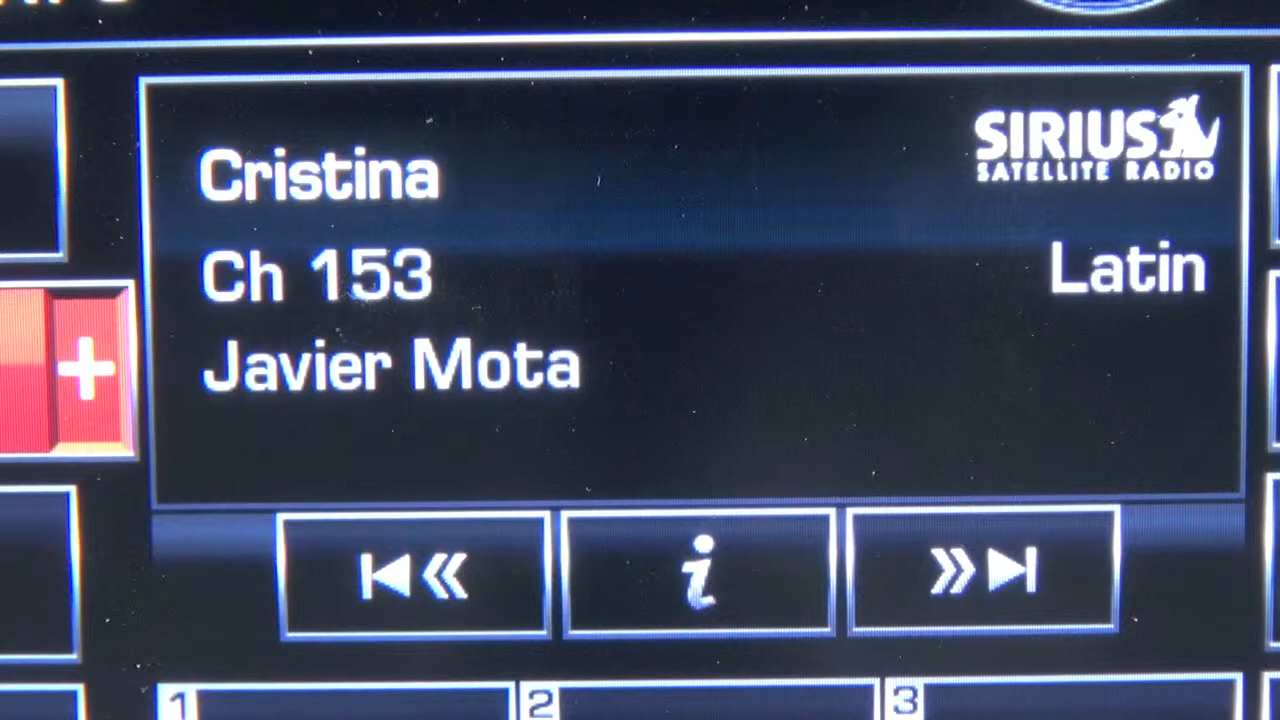 SIRIUS
SATELLITE RADIO
Cristina
Ch 153
Latin
Javier Mota
i
1
2
3